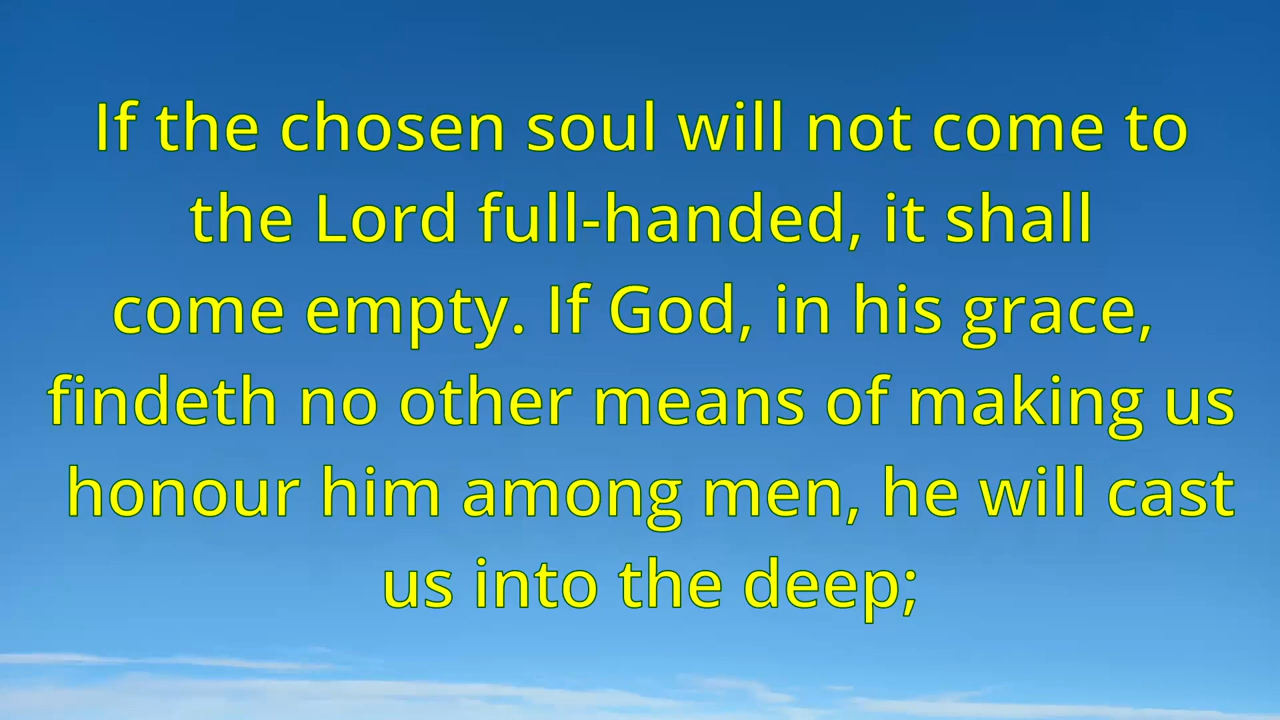 If the chosen soul will not come to
the Lord full-handed, it shall
come empty. If God, in his grace,
findeth no other means of making us
honour him among men, he will cast
us into the deep;